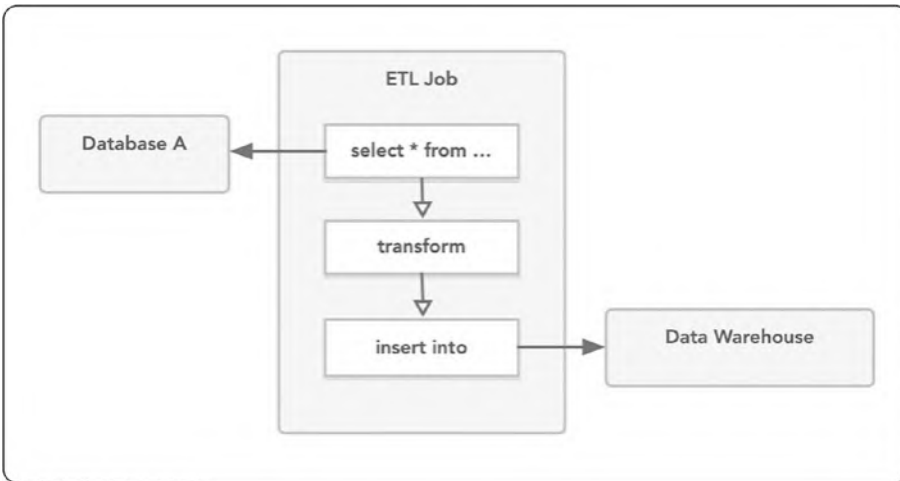 ETL Job
Database A
select * from ...
transform
insert into
Data Warehouse